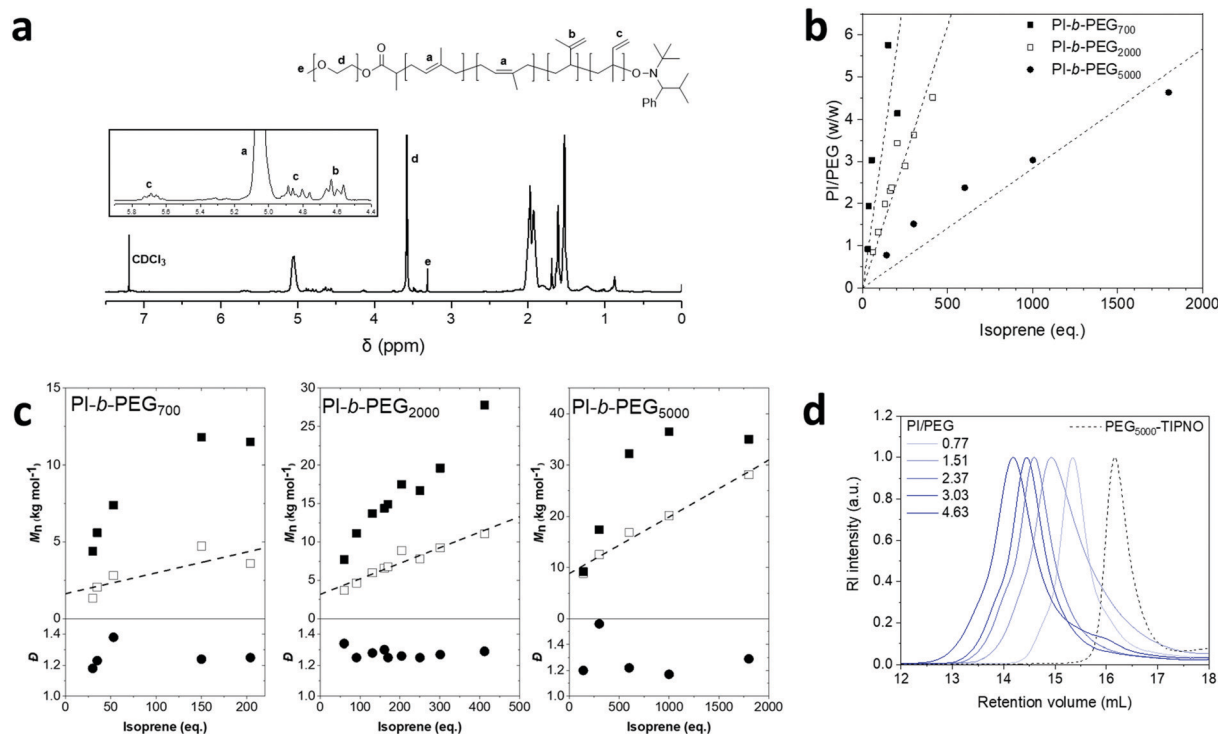 a
b
c
e
d
O
O
O
a
a
O
N
Ph
a
c
c
b
5.8 5.6 5.4 5.2 5.0 4.8 4.6 4.4
CDCl3
d
e
7 6 5 4 3 2 1 0
δ (ppm)
b
PI-b-PEG700
PI-b-PEG2000
PI-b-PEG5000
6
5
4
3
2
1
0
PI/PEG (w/w)
0 500 1000 1500 2000
Isoprene (eq.)
c
PI-b-PEG700
15
10
5
0
Mn (kg mol-1)
1.4
1.2
1.0
Đ
0 50 100 150 200
Isoprene (eq.)
PI-b-PEG2000
30
25
20
15
10
5
0
Mn (kg mol-1)
1.4
1.2
1.0
Đ
0 100 200 300 400 500
Isoprene (eq.)
PI-b-PEG5000
40
30
20
10
0
Mn (kg mol-1)
1.4
1.2
1.0
Đ
0 500 1000 1500 2000
Isoprene (eq.)
d
PI/PEG
0.77
1.51
2.37
3.03
4.63
PEG5000-TIPNO
1.2
1.0
0.8
0.6
0.4
0.2
0.0
RI intensity (a.u.)
12 13 14 15 16 17 18
Retention volume (mL)